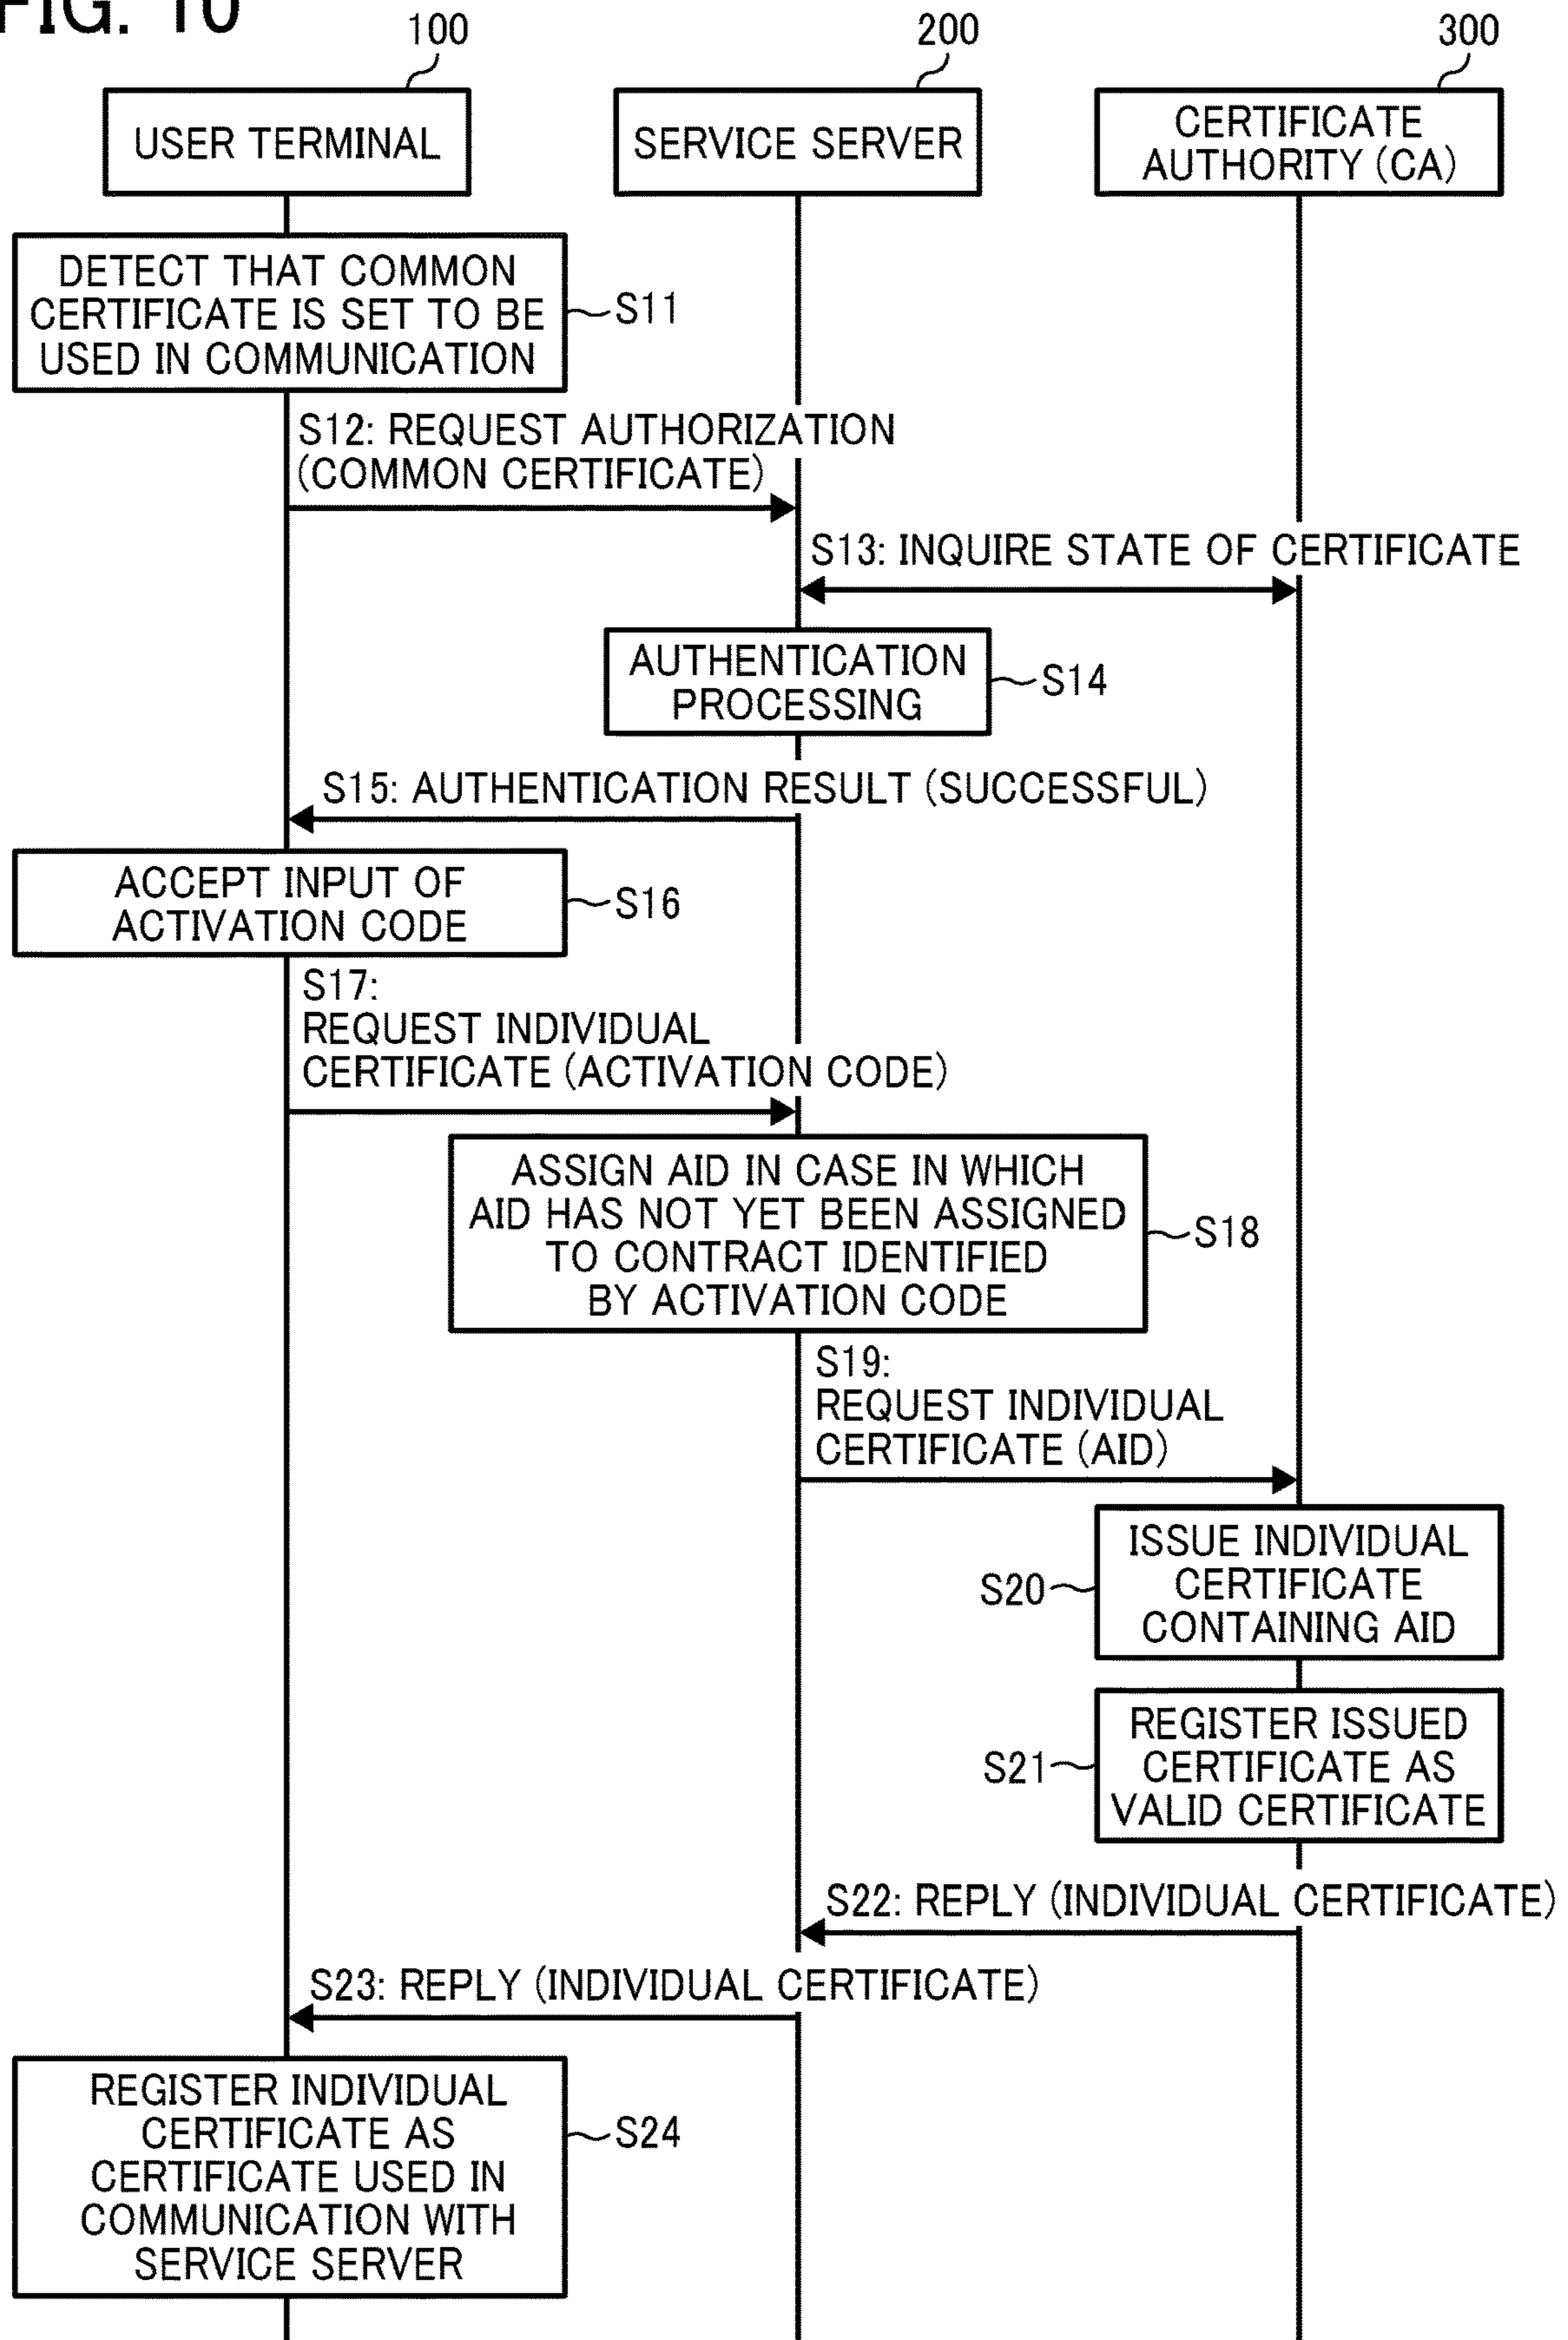 FIG. 10
100
200
300
USER TERMINAL
SERVICE SERVER
CERTIFICATE
AUTHORITY (CA)
DETECT THAT COMMON
CERTIFICATE IS SET TO BE
USED IN COMMUNICATION
S11
S12: REQUEST AUTHORIZATION
(COMMON CERTIFICATE)
S13: INQUIRE STATE OF CERTIFICATE
AUTHENTICATION
PROCESSING
S14
S15: AUTHENTICATION RESULT (SUCCESSFUL)
ACCEPT INPUT OF
ACTIVATION CODE
S16
S17:
REQUEST INDIVIDUAL
CERTIFICATE (ACTIVATION CODE)
ASSIGN AID IN CASE IN WHICH
AID HAS NOT YET BEEN ASSIGNED
TO CONTRACT IDENTIFIED
BY ACTIVATION CODE
S18
S19:
REQUEST INDIVIDUAL
CERTIFICATE (AID)
ISSUE INDIVIDUAL
CERTIFICATE
CONTAINING AID
S20
REGISTER ISSUED
CERTIFICATE AS
VALID CERTIFICATE
S21
S22: REPLY (INDIVIDUAL CERTIFICATE)
S23: REPLY (INDIVIDUAL CERTIFICATE)
REGISTER INDIVIDUAL
CERTIFICATE AS
CERTIFICATE USED IN
COMMUNICATION WITH
SERVICE SERVER
S24